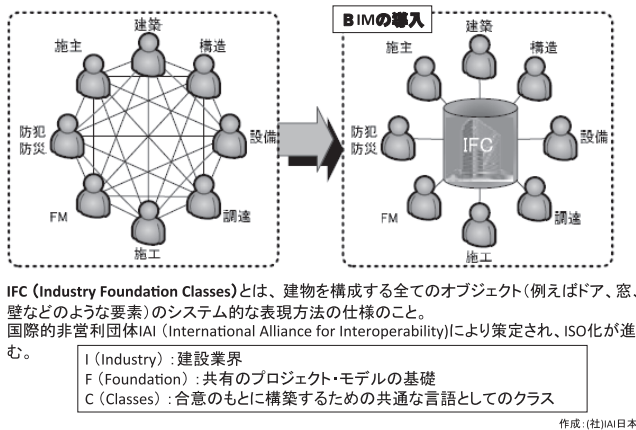 建築
施主
構造
防犯
防災
設備
FM
調達
施工
BIMの導入
建築
施主
構造
防犯
防災
IFC
設備
FM
調達
施工
IFC（Industry Foundation Classes）とは、建物を構成する全てのオブジェクト（例えばドア、窓、
壁などのような要素）のシステム的な表現方法の仕様のこと。
国際的非営利団体IAI（International Alliance for Interoperability)により策定され、ISO化が進
む。
I（Industry）：建設業界
F（Foundation）：共有のプロジェクト・モデルの基礎
C（Classes）：合意のもとに構築するための共通な言語としてのクラス
作成：(社)IAI日本